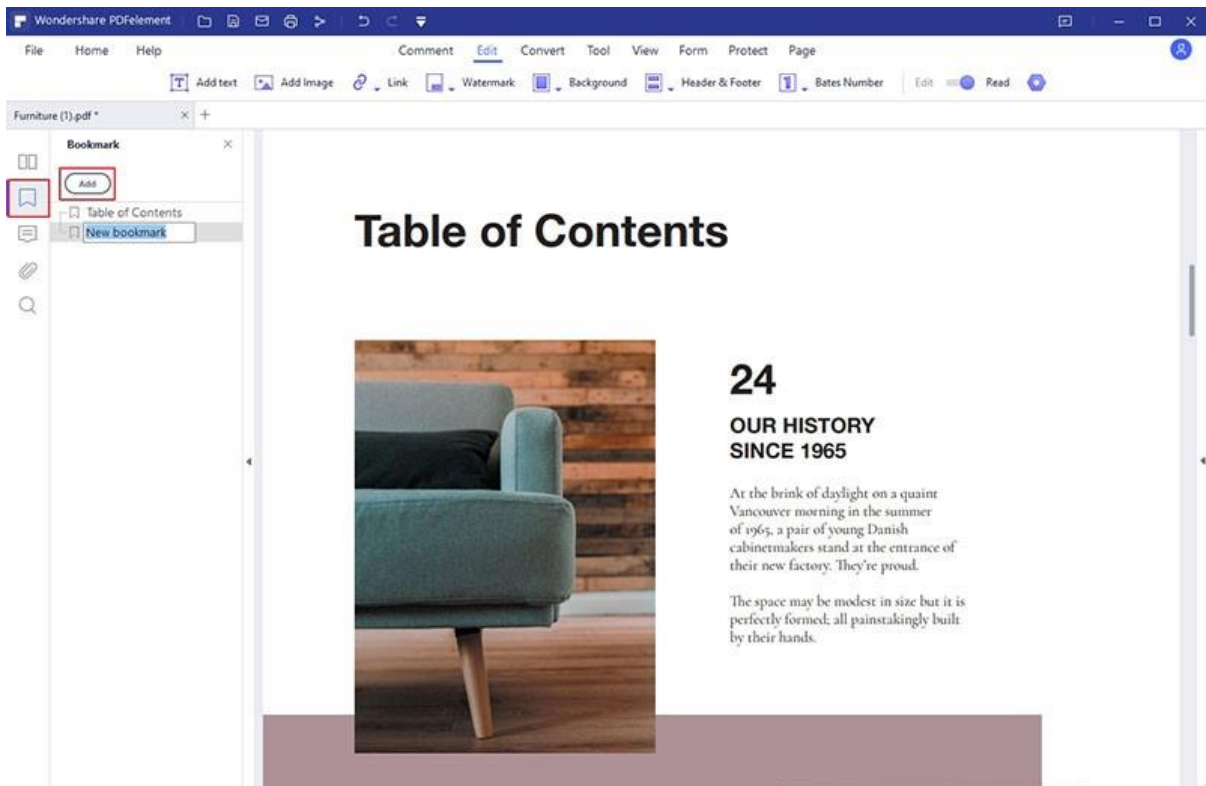 Wondershare PDFelement
File Home Help Comment Edit Convert Tool View Form Protect Page
Add text Add Image Link Watermark Background Header & Footer Bates Number Edit Read
Furniture (1).pdf *
Bookmark
Add
Table of Contents
New bookmark
Table of Contents
24
OUR HISTORY
SINCE 1965
At the brink of daylight on a quaint
Vancouver morning in the summer
of 1965, a pair of young Danish
cabinetmakers stand at the entrance of
their new factory. They're proud.
The space may be modest in size but it is
perfectly formed; all painstakingly built
by their hands.